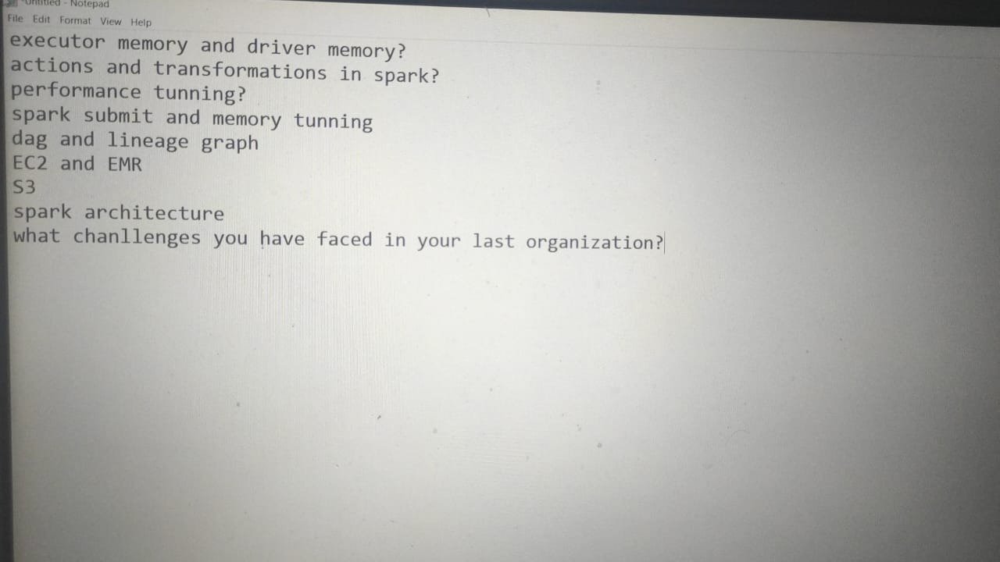 *Untitled - Notepad
File Edit Format View Help
executor memory and driver memory?
actions and transformations in spark?
performance tunning?
spark submit and memory tunning
dag and lineage graph
EC2 and EMR
S3
spark architecture
what chanllenges you have faced in your last organization?